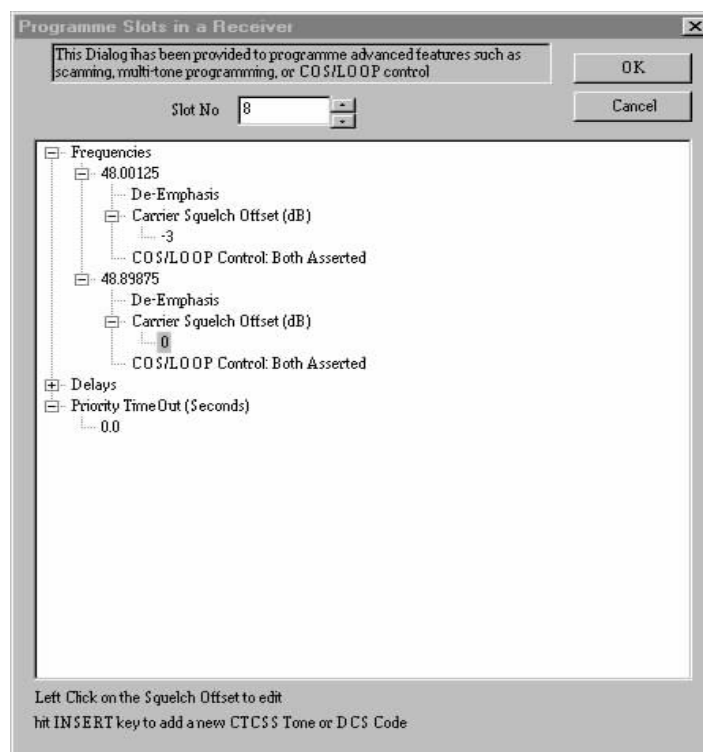 Programme Slots in a Receiver
This Dialog ihas been provided to programme advanced features such as
scanning, multi-tone programmning, or COS/LOOP control
OK
Slot No 8
Cancel
Frequencies
48.00125
De-Emphasis
Carrier Squelch Offset (dB)
-3
COS/LOOP Control: Both Asserted
48.89875
De-Emphasis
Carrier Squelch Offset (dB)
0
COS/LOOP Control: Both Asserted
Delays
Priority TimeOut (Seconds)
0.0
Left Click on the Squelch Offset to edit
hit INSERT key to add a new CTCSS Tone or DCS Code